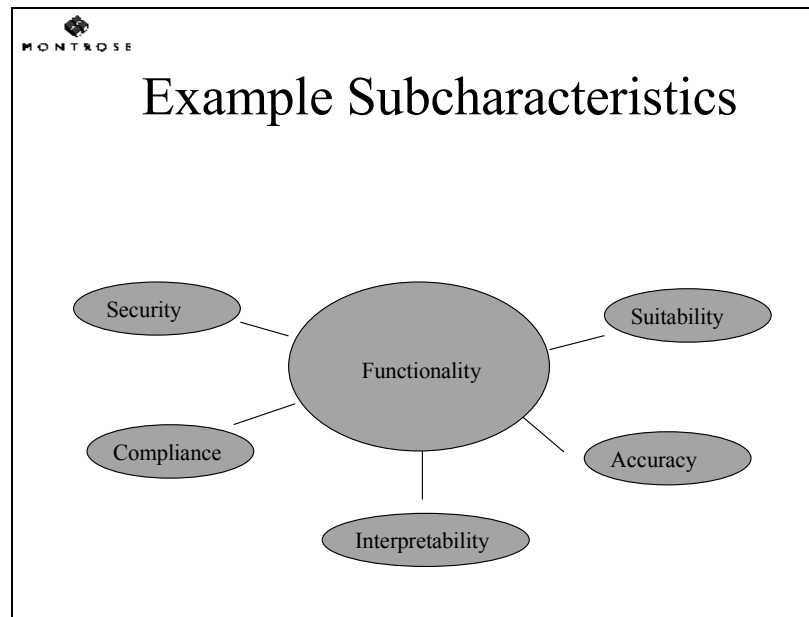 MONTROSE
Example Subcharacteristics
Security
Suitability
Functionality
Compliance
Accuracy
Interpretability